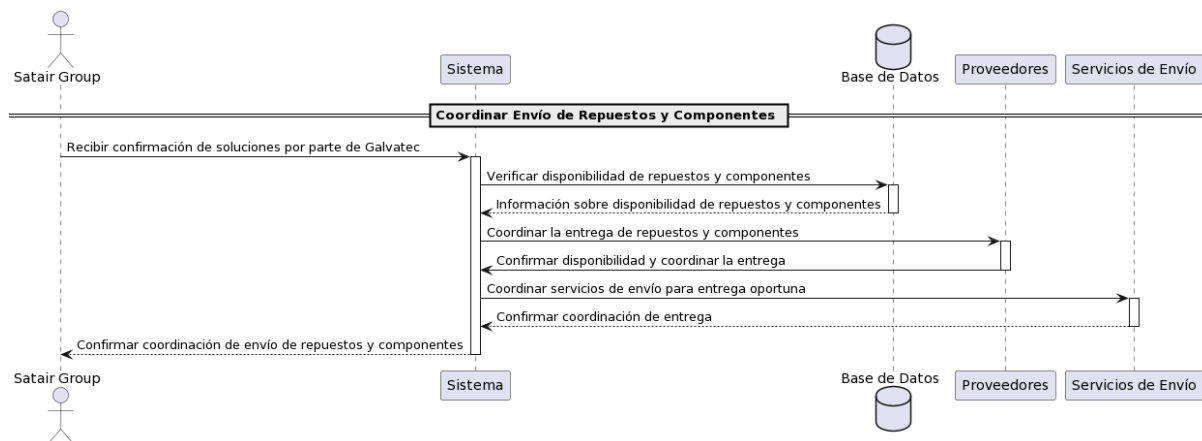 Satair Group
Sistema
Base de Datos
Proveedores
Servicios de Envío
Coordinar Envío de Repuestos y Componentes
Recibir confirmación de soluciones por parte de Galvatec
Verificar disponibilidad de repuestos y componentes
Información sobre disponibilidad de repuestos y componentes
Coordinar la entrega de repuestos y componentes
Confirmar disponibilidad y coordinar la entrega
Coordinar servicios de envío para entrega oportuna
Confirmar coordinación de entrega
Confirmar coordinación de envío de repuestos y componentes
Satair Group
Sistema
Base de Datos
Proveedores
Servicios de Envío